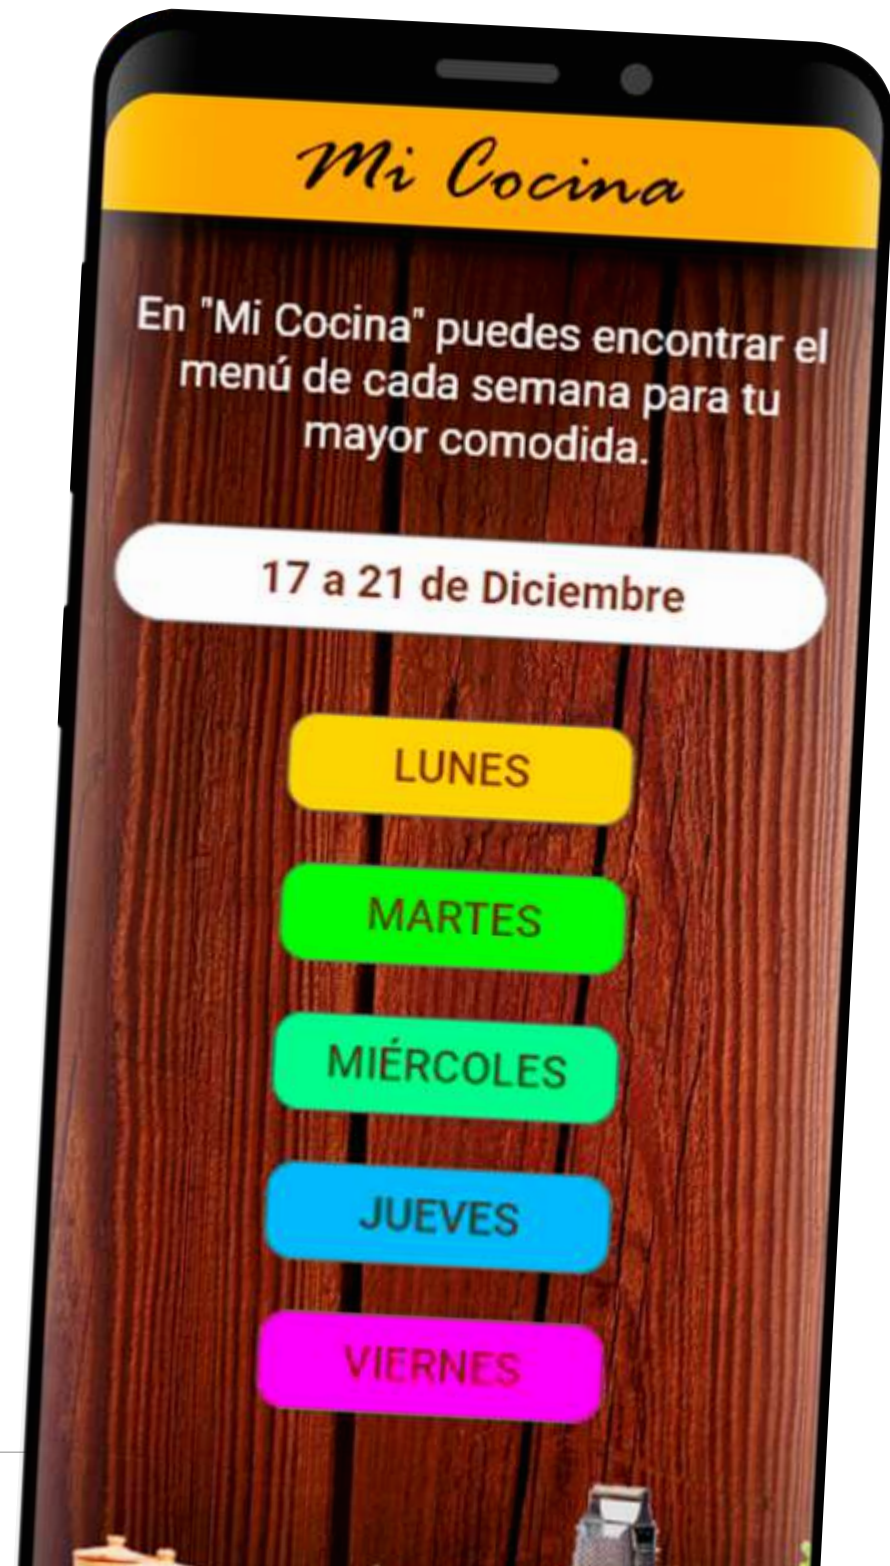 Mi Cocina
En "Mi Cocina" puedes encontrar el
menú de cada semana para tu
mayor comodida.
17 a 21 de Diciembre
LUNES
MARTES
MIÉRCOLES
JUEVES
VIERNES